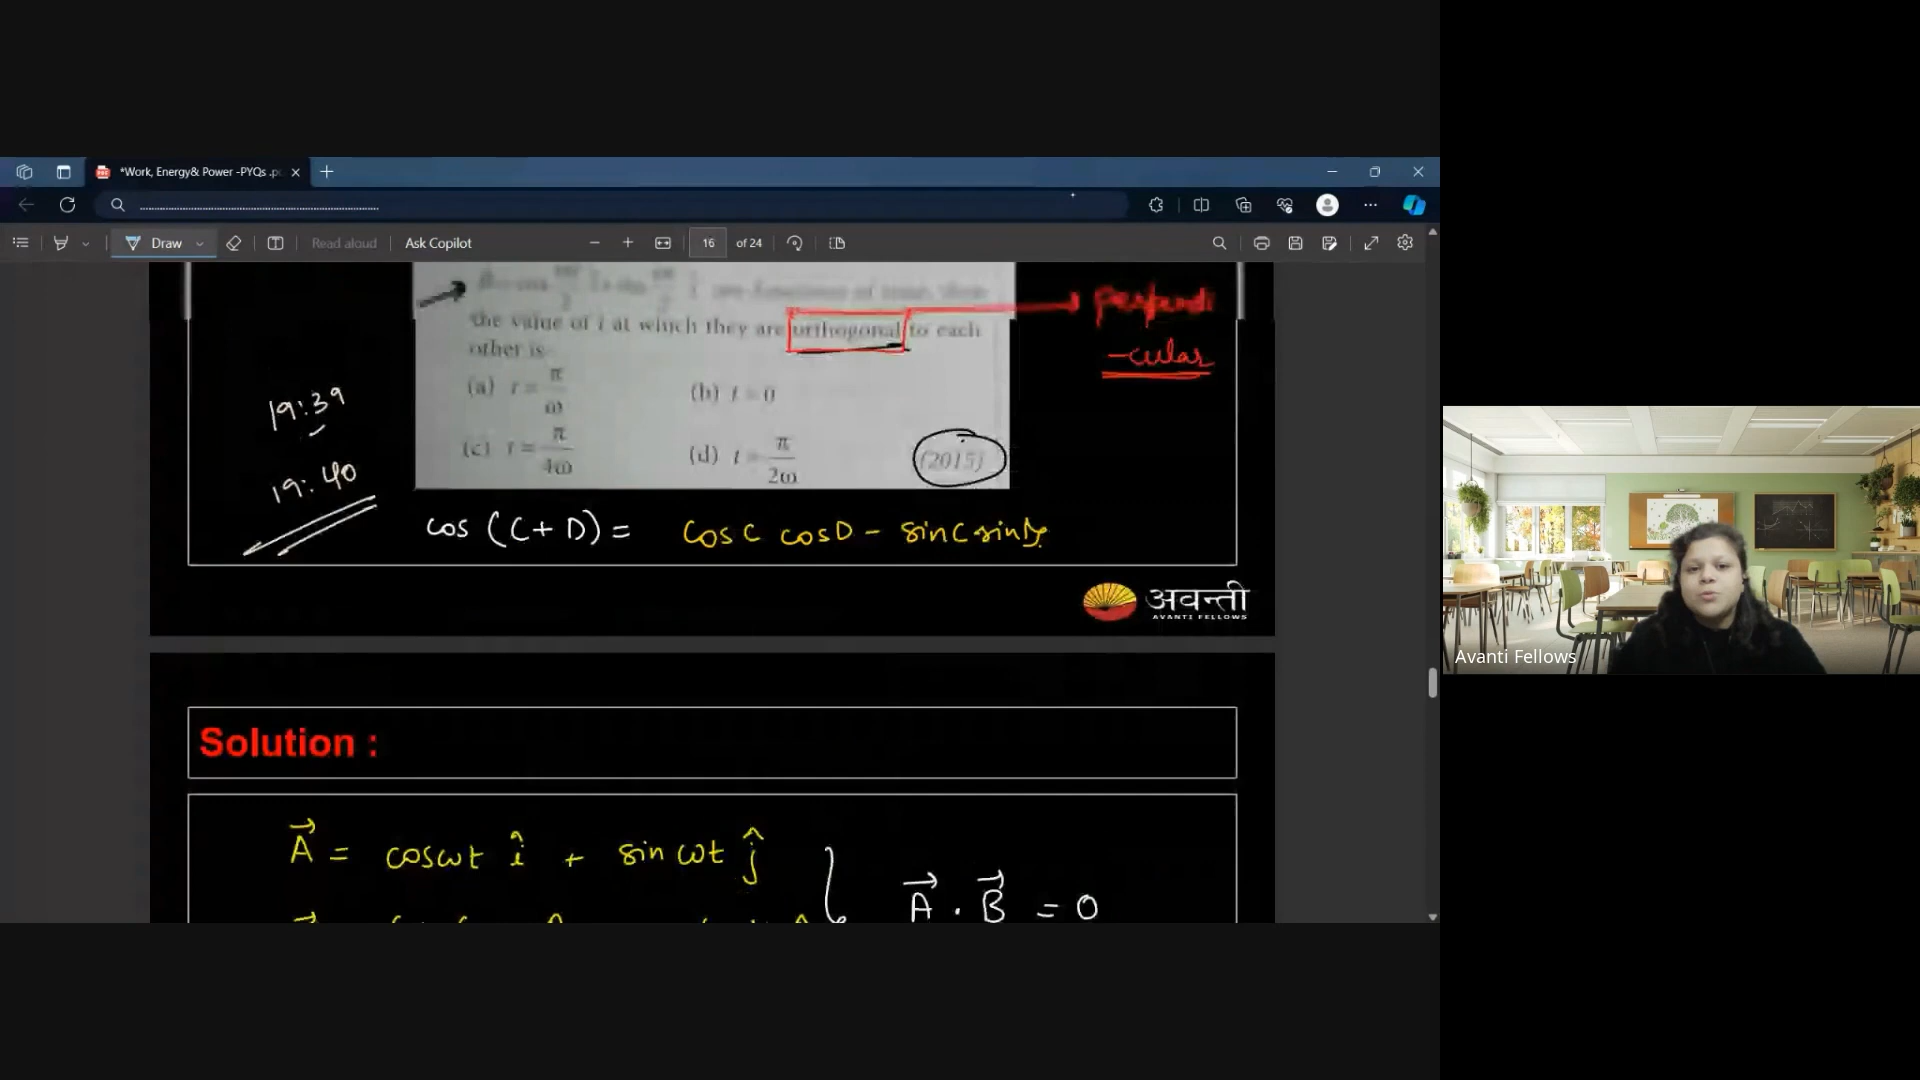 *Work, Energy& Power -PYQs .p
Draw
Read aloud
Ask Copilot
16 of 24
the value of t at which they are orthogonal to each
other is
(a) t = π/ω
(b) t = 0
(c) t = π/4ω
(d) t = π/2ω
(2015)
perpendi
-cular
19:39
19:40
cos (C+D) = cosC cosD - sinC sinD
अवन्ती
AVANTI FELLOWS
Solution :
A = cosωt î + sin ωt ĵ
A . B = 0
Avanti Fellows